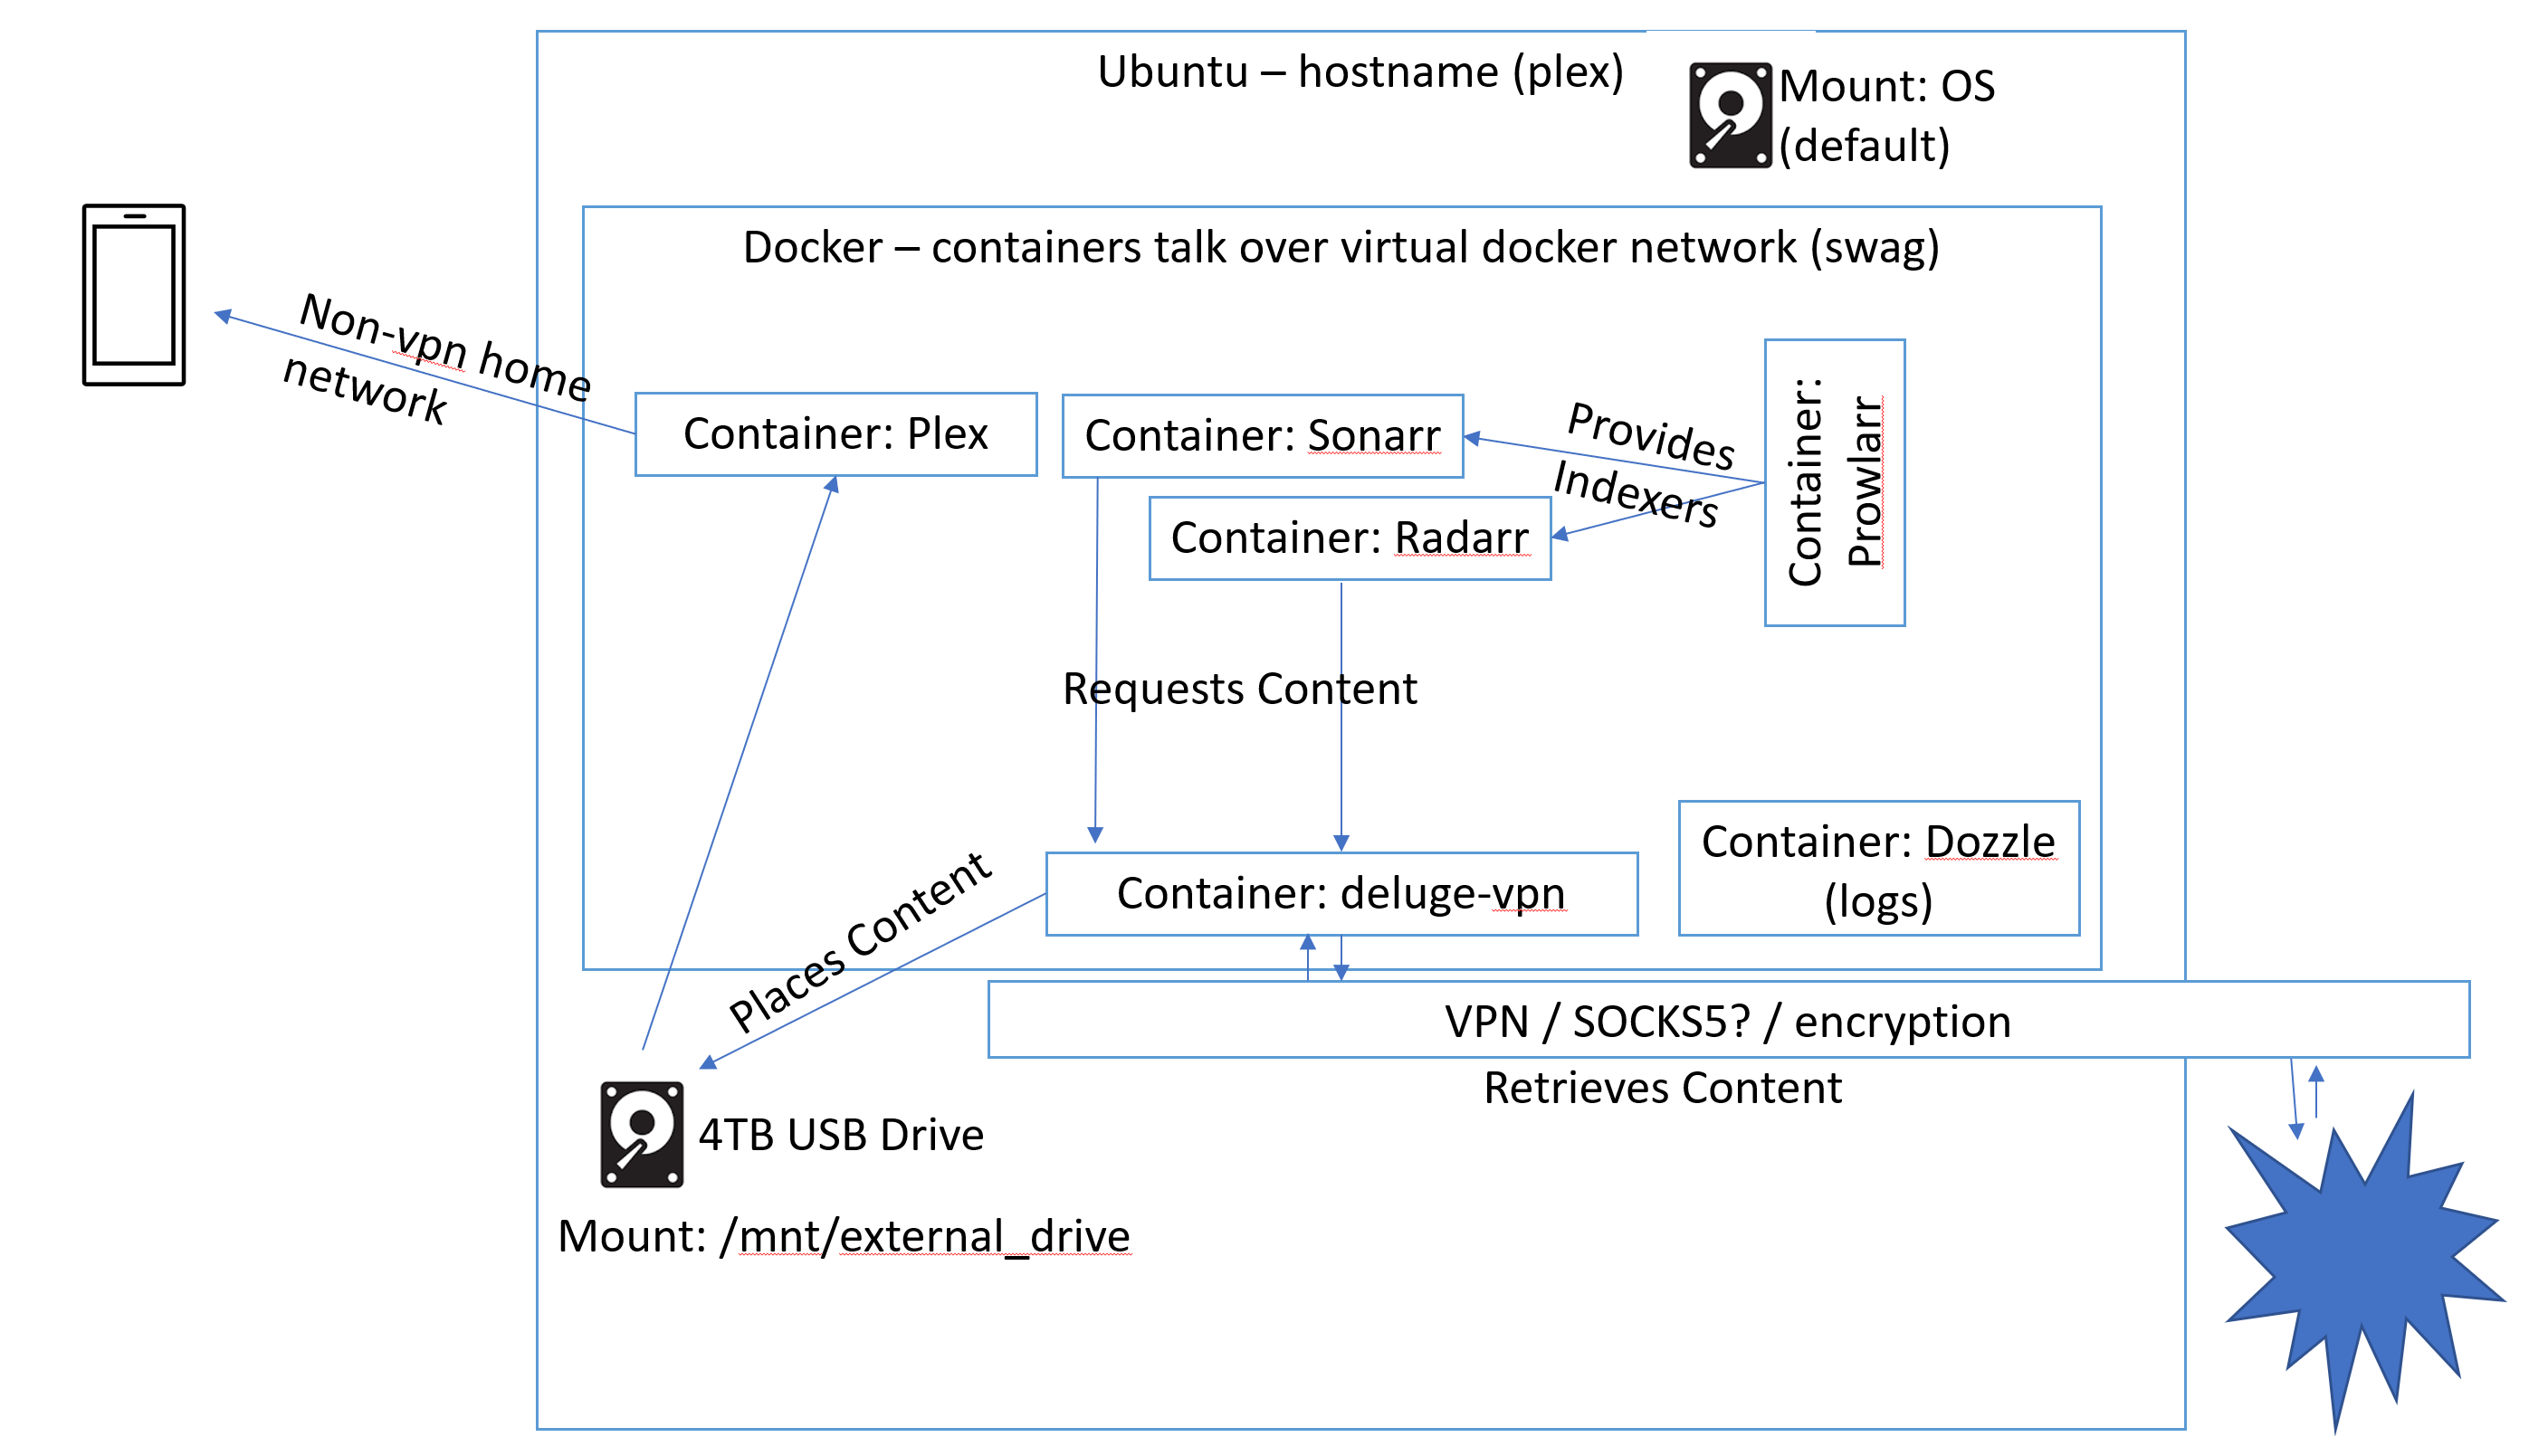 Ubuntu – hostname (plex)
Mount: OS
(default)
Docker – containers talk over virtual docker network (swag)
Non-vpn home
network
Container: Plex
Container: Sonarr
Provides
Indexers
Container:
Prowlarr
Container: Radarr
Requests Content
Container: Dozzle
(logs)
Container: deluge-vpn
Places Content
VPN / SOCKS5? / encryption
Retrieves Content
4TB USB Drive
Mount: /mnt/external_drive